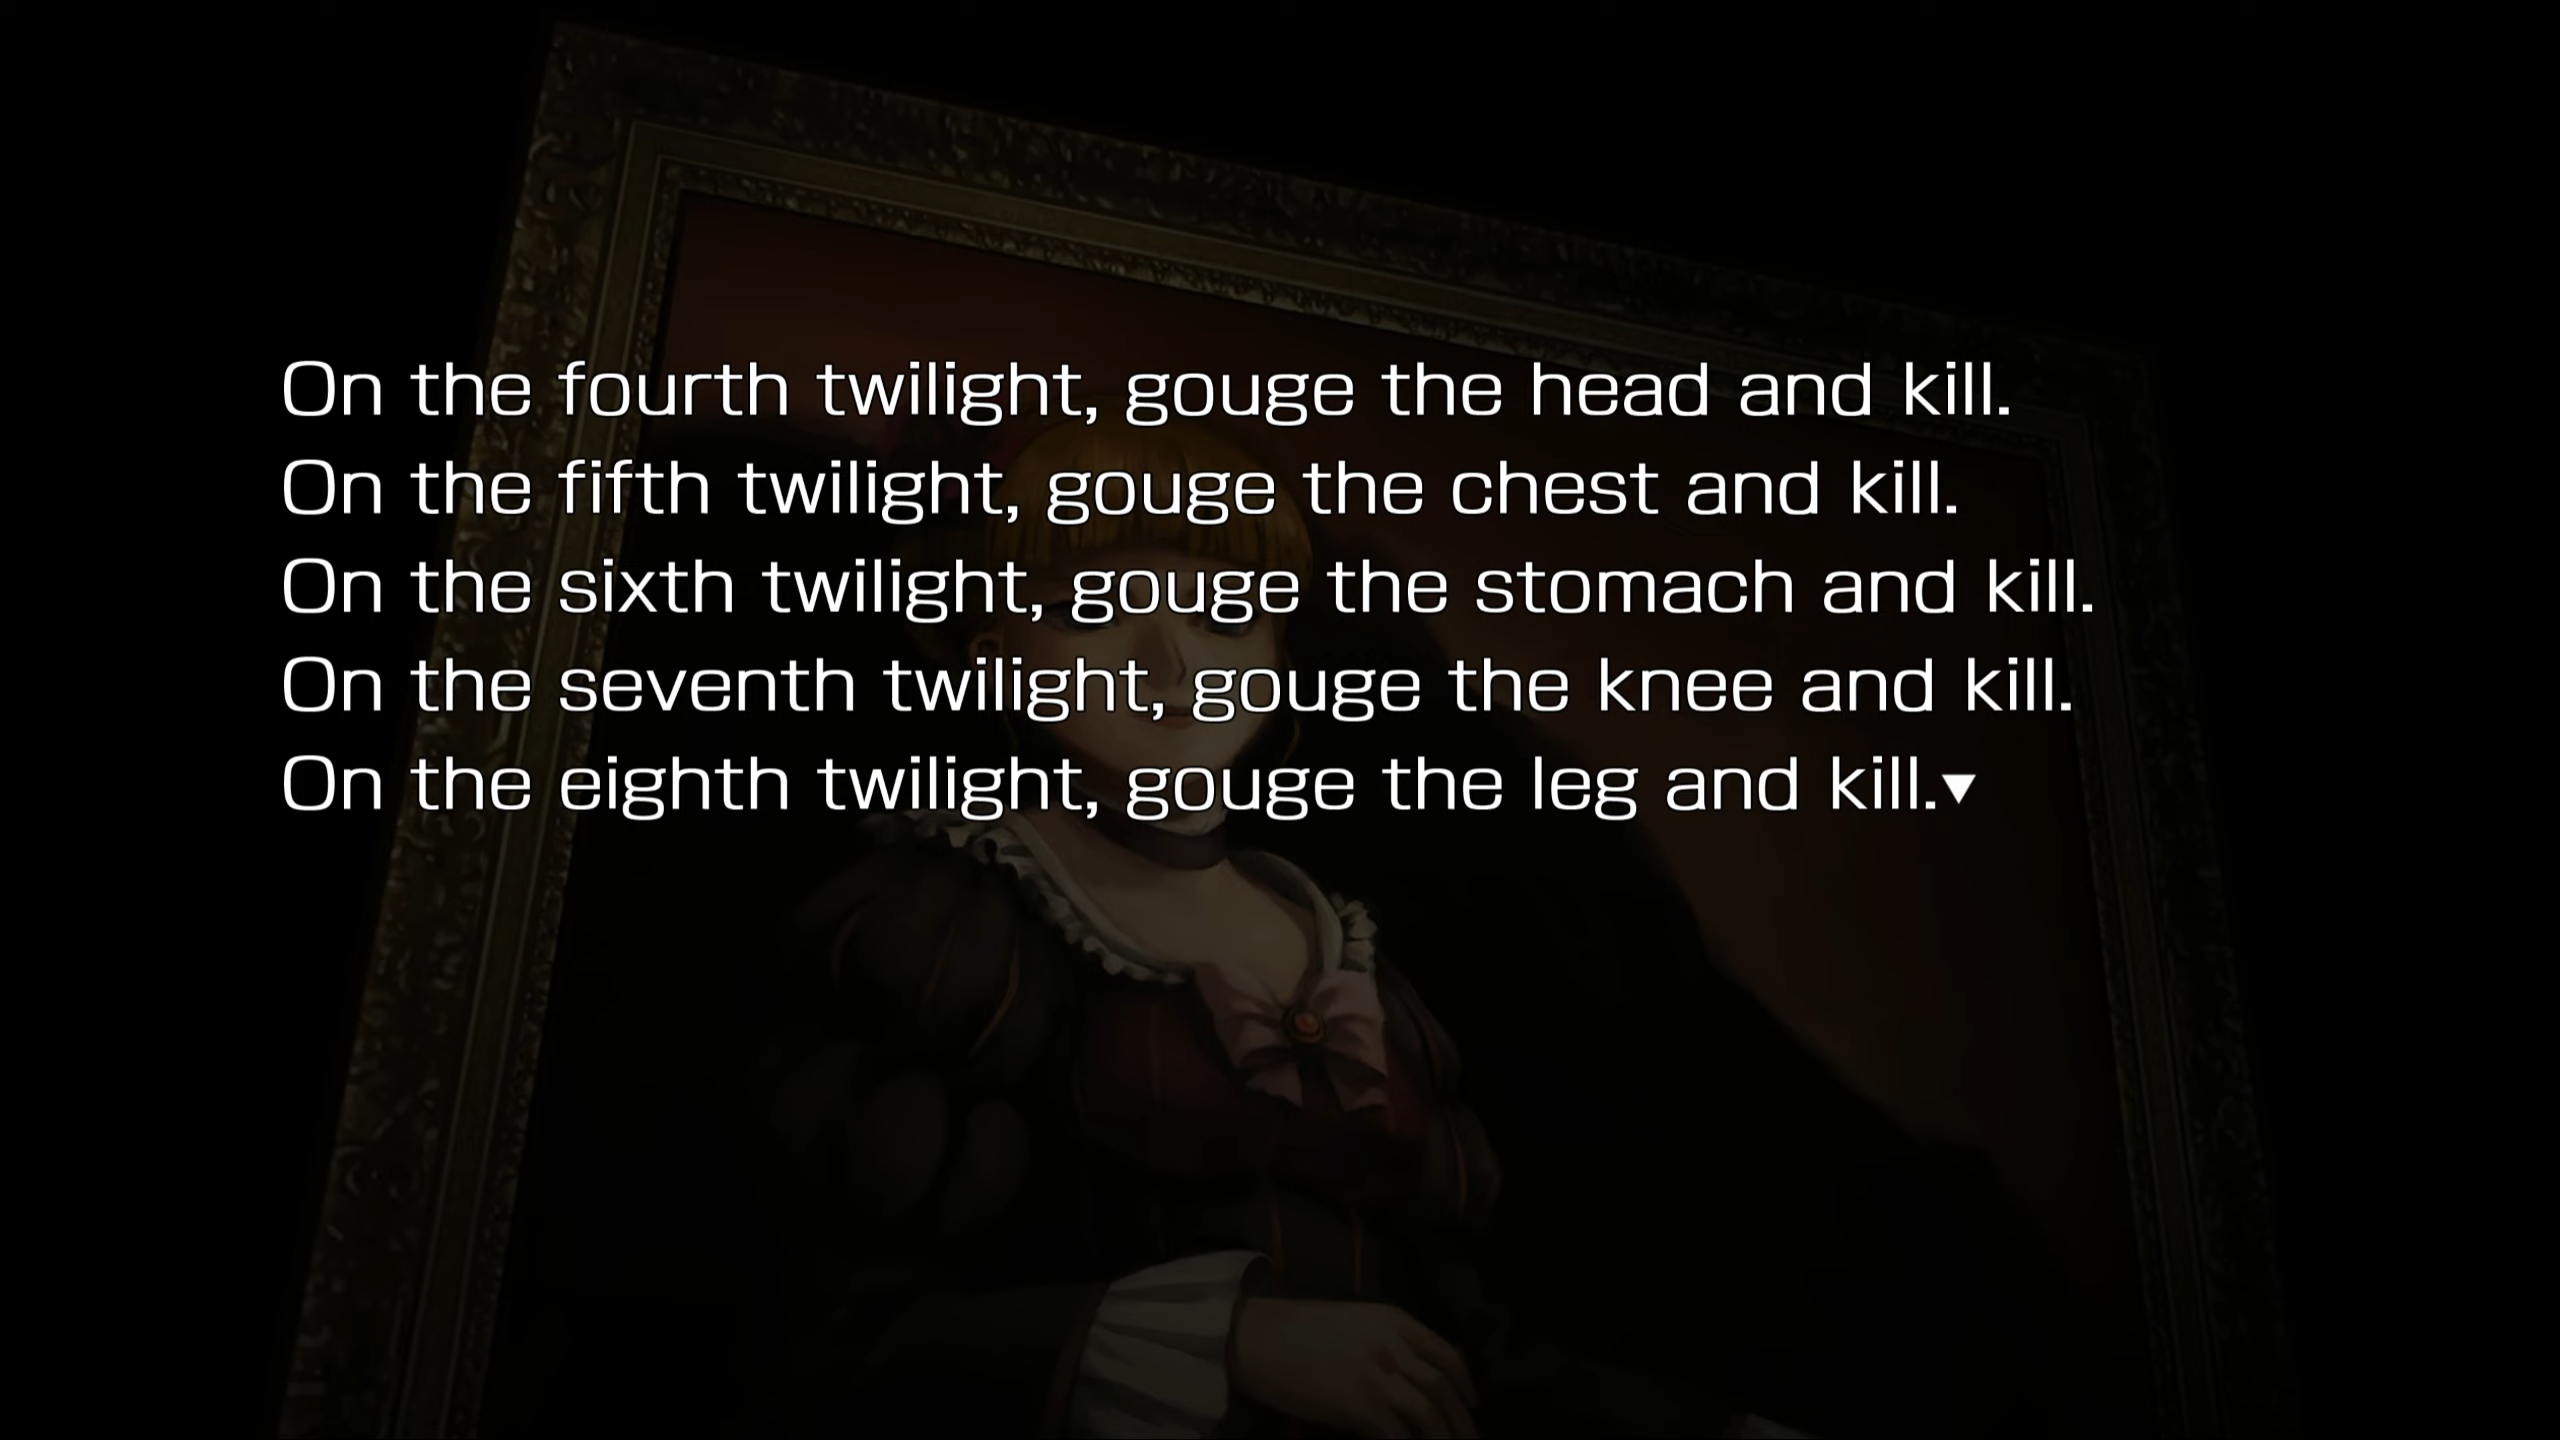 On the fourth twilight, gouge the head and kill.
On the fifth twilight, gouge the chest and kill.
On the sixth twilight, gouge the stomach and kill.
On the seventh twilight, gouge the knee and kill.
On the eighth twilight, gouge the leg and kill.